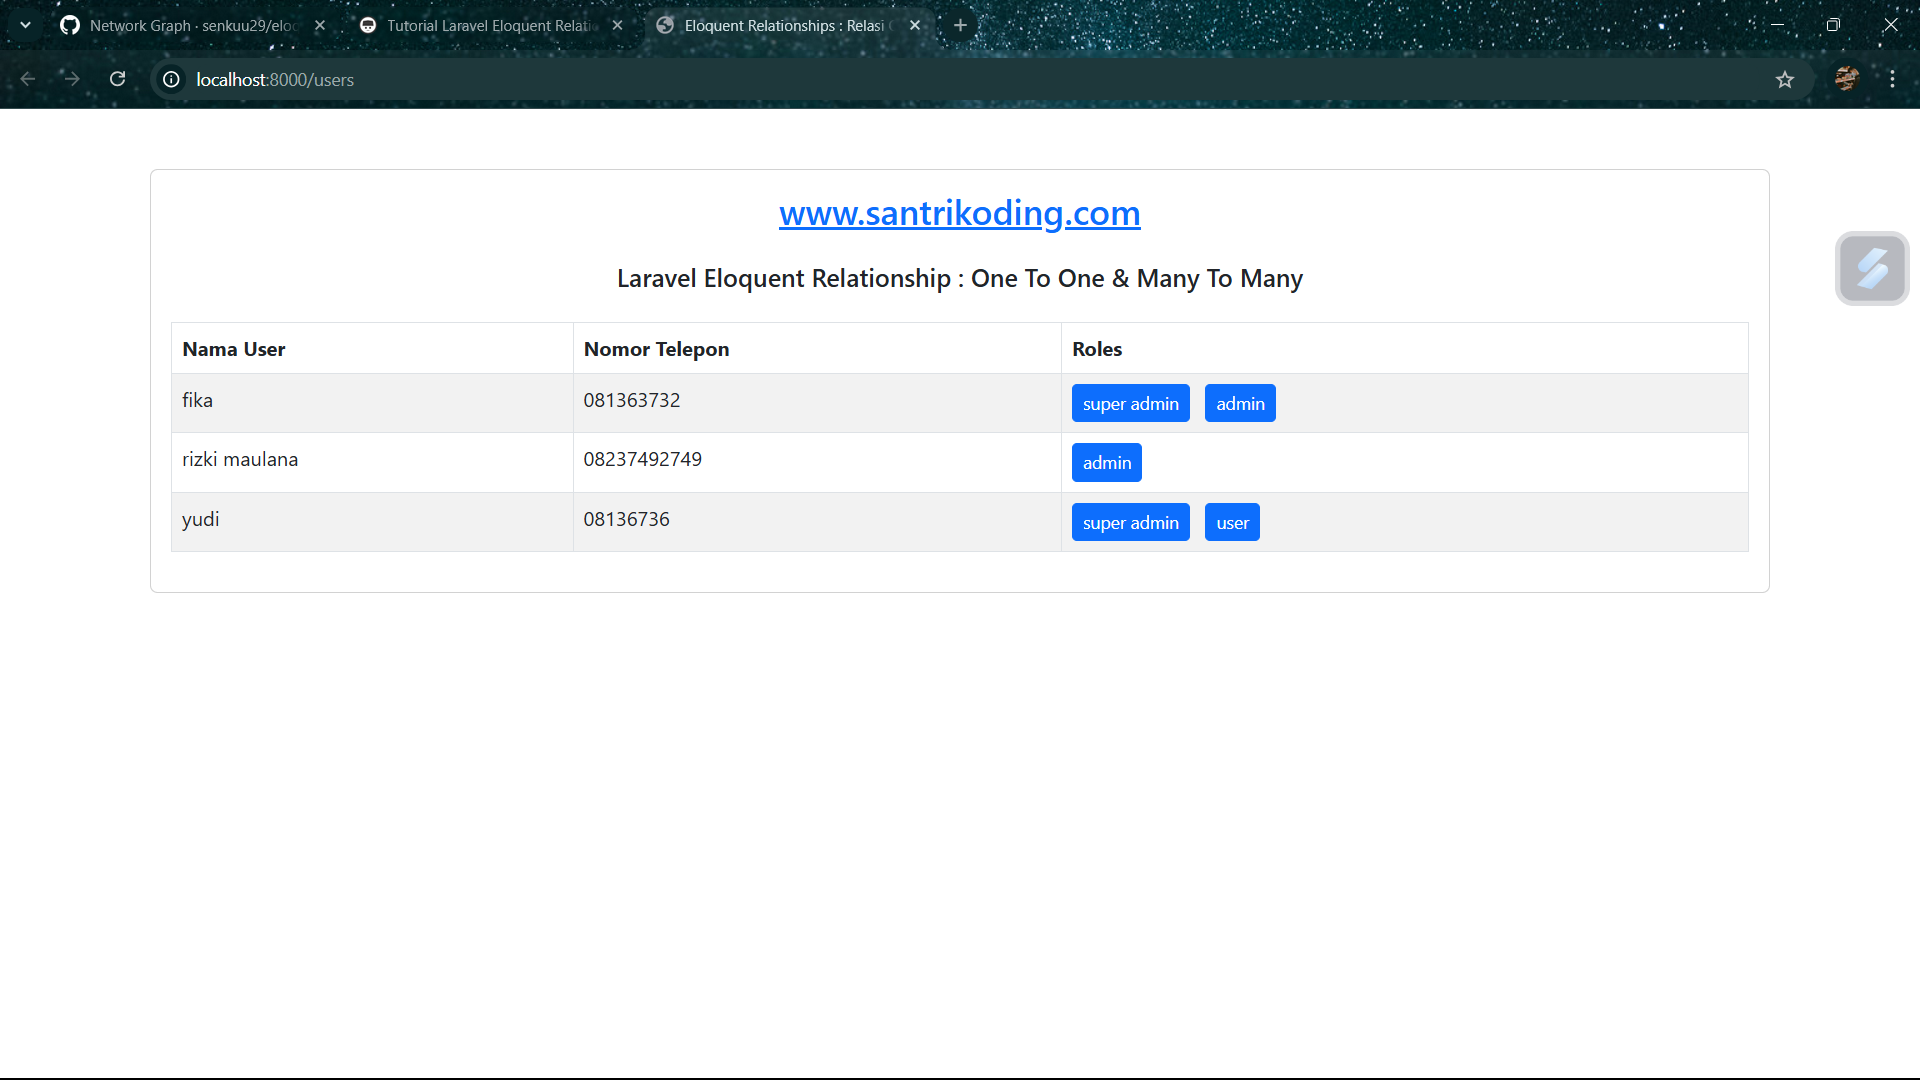 Network Graph · senkuu29/eloc
Tutorial Laravel Eloquent Relatio
Eloquent Relationships : Relasi
localhost:8000/users
www.santrikoding.com
Laravel Eloquent Relationship : One To One & Many To Many
Nama User Nomor Telepon Roles
fika 081363732 super admin admin
rizki maulana 08237492749 admin
yudi 08136736 super admin user